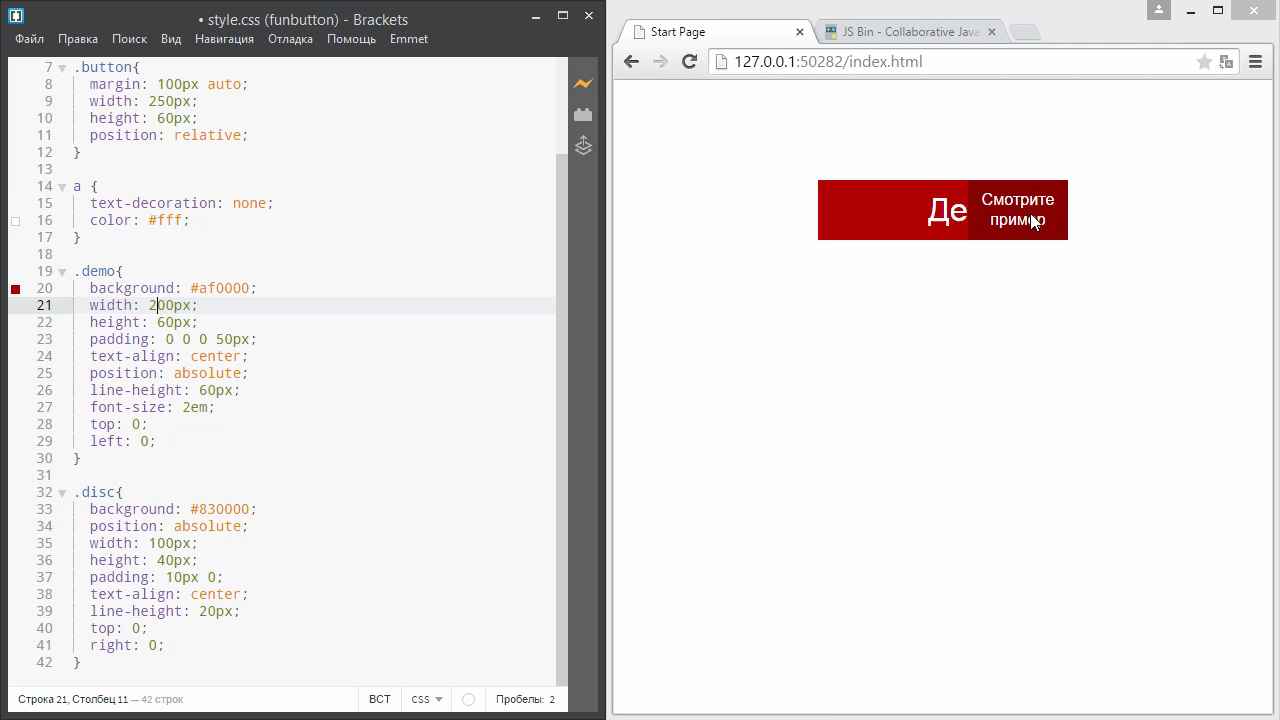 • style.css (funbutton) - Brackets
Файл Правка Поиск Вид Навигация Отладка Помощь Emmet
7 .button{
8 margin: 100px auto;
9 width: 250px;
10 height: 60px;
11 position: relative;
12 }
13
14 a {
15 text-decoration: none;
16 color: #fff;
17 }
18
19 .demo{
20 background: #af0000;
21 width: 200px;
22 height: 60px;
23 padding: 0 0 0 50px;
24 text-align: center;
25 position: absolute;
26 line-height: 60px;
27 font-size: 2em;
28 top: 0;
29 left: 0;
30 }
31
32 .disc{
33 background: #830000;
34 position: absolute;
35 width: 100px;
36 height: 40px;
37 padding: 10px 0;
38 text-align: center;
39 line-height: 20px;
40 top: 0;
41 right: 0;
42 }
Строка 21, Столбец 11 — 42 строк ВСТ CSS Пробелы: 2
Start Page JS Bin - Collaborative Java
127.0.0.1:50282/index.html
Де Смотрите
пример